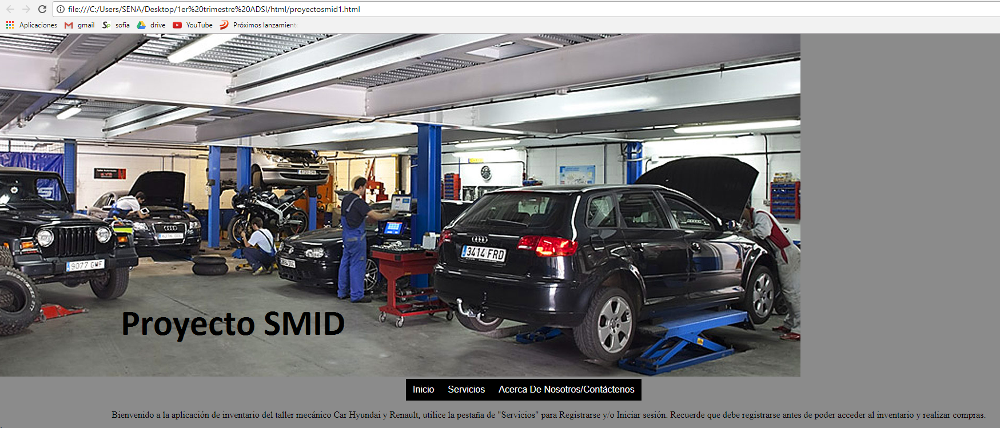 file:///C:/Users/SENA/Desktop/1er%20trimestre%20ADSI/html/proyectosmid1.html
Aplicaciones gmail Sp sofia drive YouTube Próximos lanzamient
9077 GWF
3414 FRD
Proyecto SMID
Inicio Servicios Acerca De Nosotros/Contáctenos
Bienvenido a la aplicación de inventario del taller mecánico Car Hyundai y Renault, utilice la pestaña de "Servicios" para Registrarse y/o Iniciar sesión. Recuerde que debe registrarse antes de poder acceder al inventario y realizar compras.